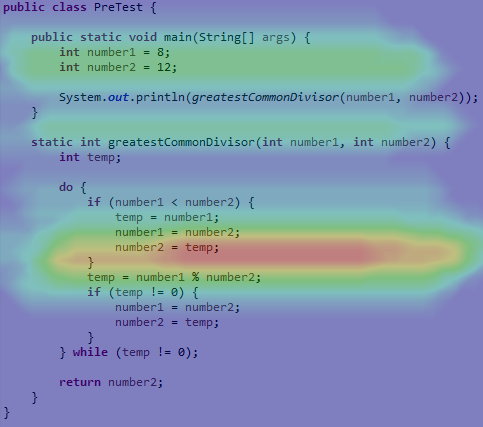 public class PreTest {
public static void main(String[] args) {
int number1 = 8;
int number2 = 12;
System.out.println(greatestCommonDivisor(number1, number2));
}
static int greatestCommonDivisor(int number1, int number2) {
int temp;
do {
if (number1 < number2) {
temp = number1;
number1 = number2;
number2 = temp;
}
temp = number1 % number2;
if (temp != 0) {
number1 = number2;
number2 = temp;
}
} while (temp != 0);
return number2;
}
}